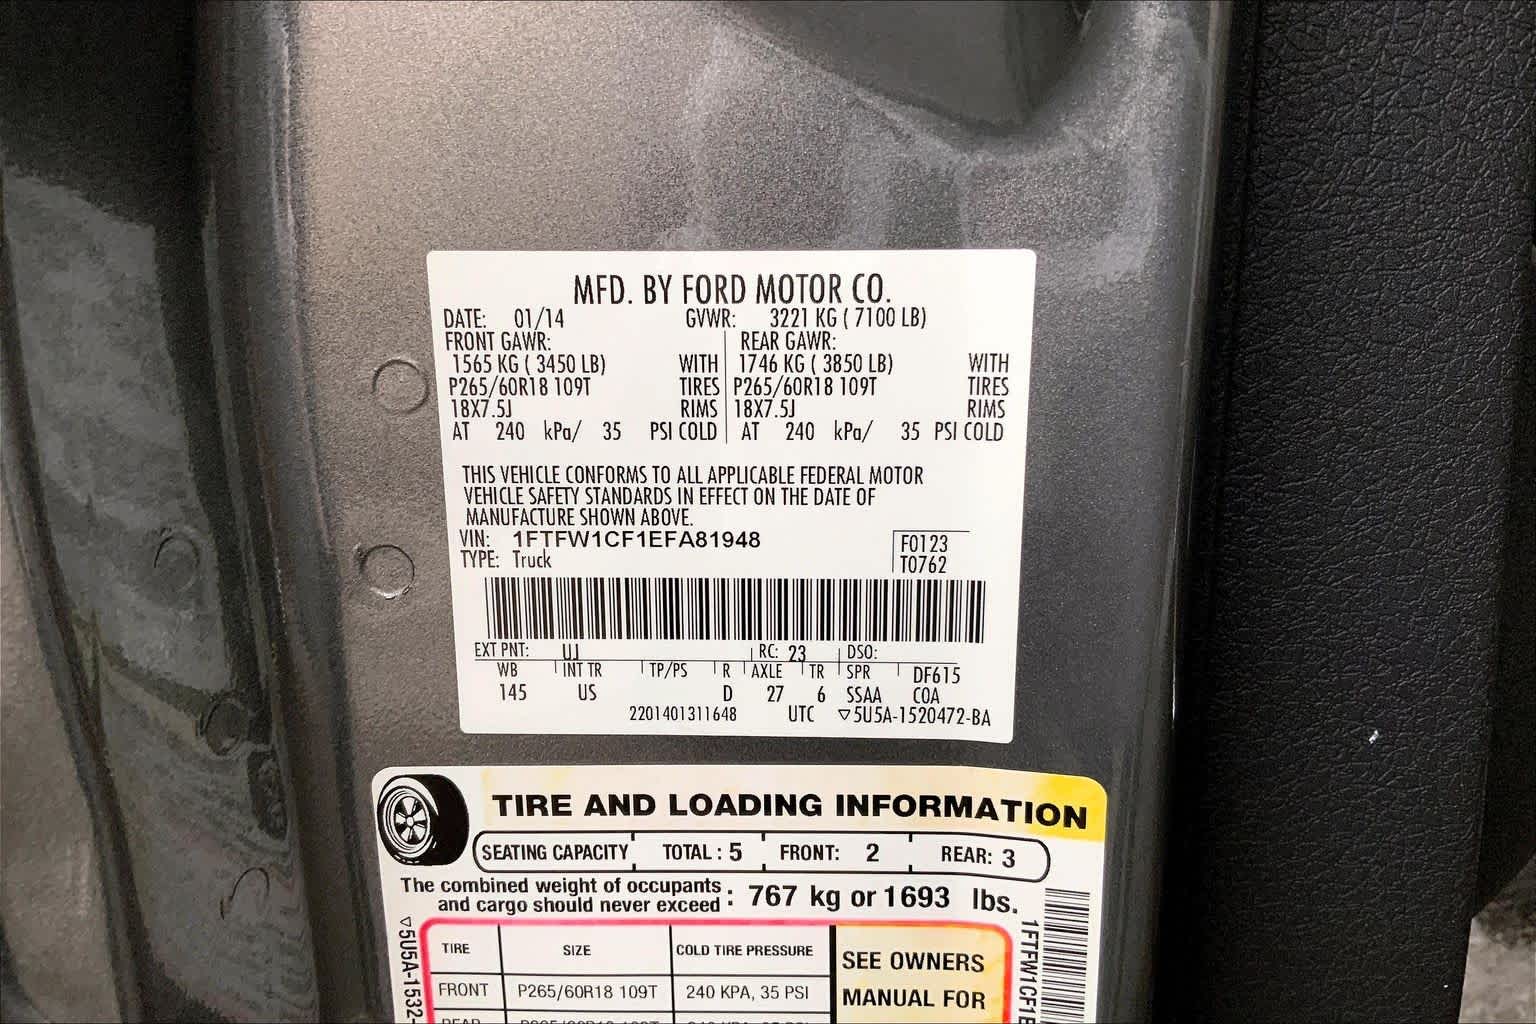 MFD. BY FORD MOTOR CO.
DATE: 01/14 GVWR: 3221 KG ( 7100 LB)
FRONT GAWR: REAR GAWR:
1565 KG ( 3450 LB) WITH 1746 KG ( 3850 LB) WITH
P265/60R18 109T TIRES P265/60R18 109T TIRES
18X7.5J RIMS 18X7.5J RIMS
AT 240 kPa/ 35 PSI COLD AT 240 kPa/ 35 PSI COLD
THIS VEHICLE CONFORMS TO ALL APPLICABLE FEDERAL MOTOR
VEHICLE SAFETY STANDARDS IN EFFECT ON THE DATE OF
MANUFACTURE SHOWN ABOVE.
VIN: 1FTFW1CF1EFA81948 F0123
TYPE: Truck T0762
EXT PNT: UJ RC: 23 DSO:
WB INT TR TP/PS R AXLE TR SPR DF615
145 US D 27 6 SSAA COA
2201401311648 UTC ▽5U5A-1520472-BA
TIRE AND LOADING INFORMATION
SEATING CAPACITY TOTAL : 5 FRONT: 2 REAR: 3
The combined weight of occupants
and cargo should never exceed : 767 kg or 1693 lbs.
TIRE SIZE COLD TIRE PRESSURE SEE OWNERS
FRONT P265/60R18 109T 240 KPA, 35 PSI MANUAL FOR
▽5U5A-1532-
1FTFW1CF1E